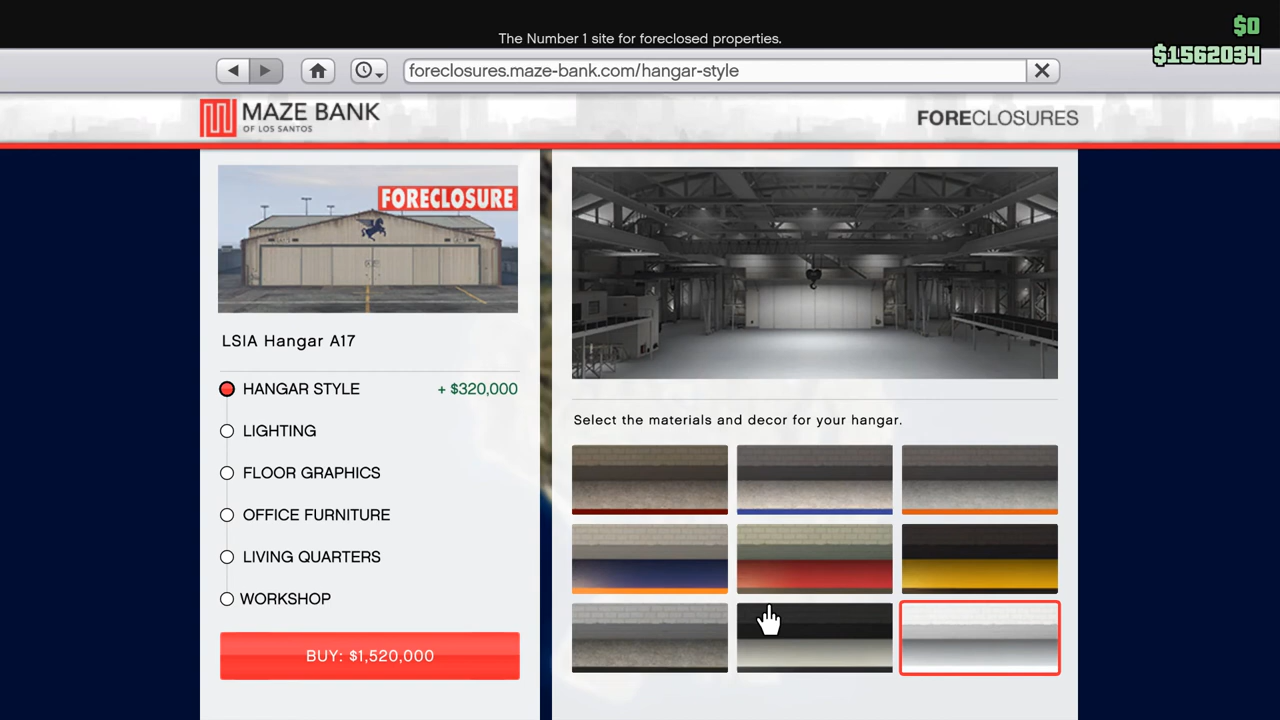 $0
The Number 1 site for foreclosed properties.
$1562034
foreclosures.maze-bank.com/hangar-style
MAZE BANK
OF LOS SANTOS
FORECLOSURES
FORECLOSURE
LSIA Hangar A17
HANGAR STYLE + $320,000
LIGHTING
FLOOR GRAPHICS
OFFICE FURNITURE
LIVING QUARTERS
WORKSHOP
BUY: $1,520,000
Select the materials and decor for your hangar.